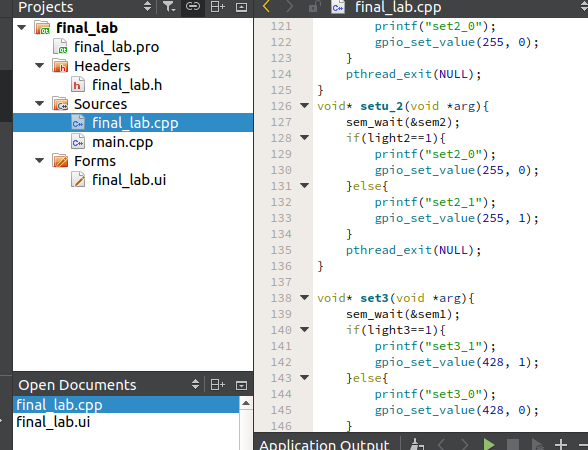 Projects
final_lab
final_lab.pro
Headers
final_lab.h
Sources
final_lab.cpp
main.cpp
Forms
final_lab.ui
Open Documents
final_lab.cpp
final_lab.ui
final_lab.cpp
121 printf("set2_0");
122 gpio_set_value(255, 0);
123 }
124 pthread_exit(NULL);
125 }
126 void* setu_2(void *arg){
127 sem_wait(&sem2);
128 if(light2==1){
129 printf("set2_0");
130 gpio_set_value(255, 0);
131 }else{
132 printf("set2_1");
133 gpio_set_value(255, 1);
134 }
135 pthread_exit(NULL);
136 }
137
138 void* set3(void *arg){
139 sem_wait(&sem1);
140 if(light3==1){
141 printf("set3_1");
142 gpio_set_value(428, 1);
143 }else{
144 printf("set3_0");
145 gpio_set_value(428, 0);
146 }
Application Output